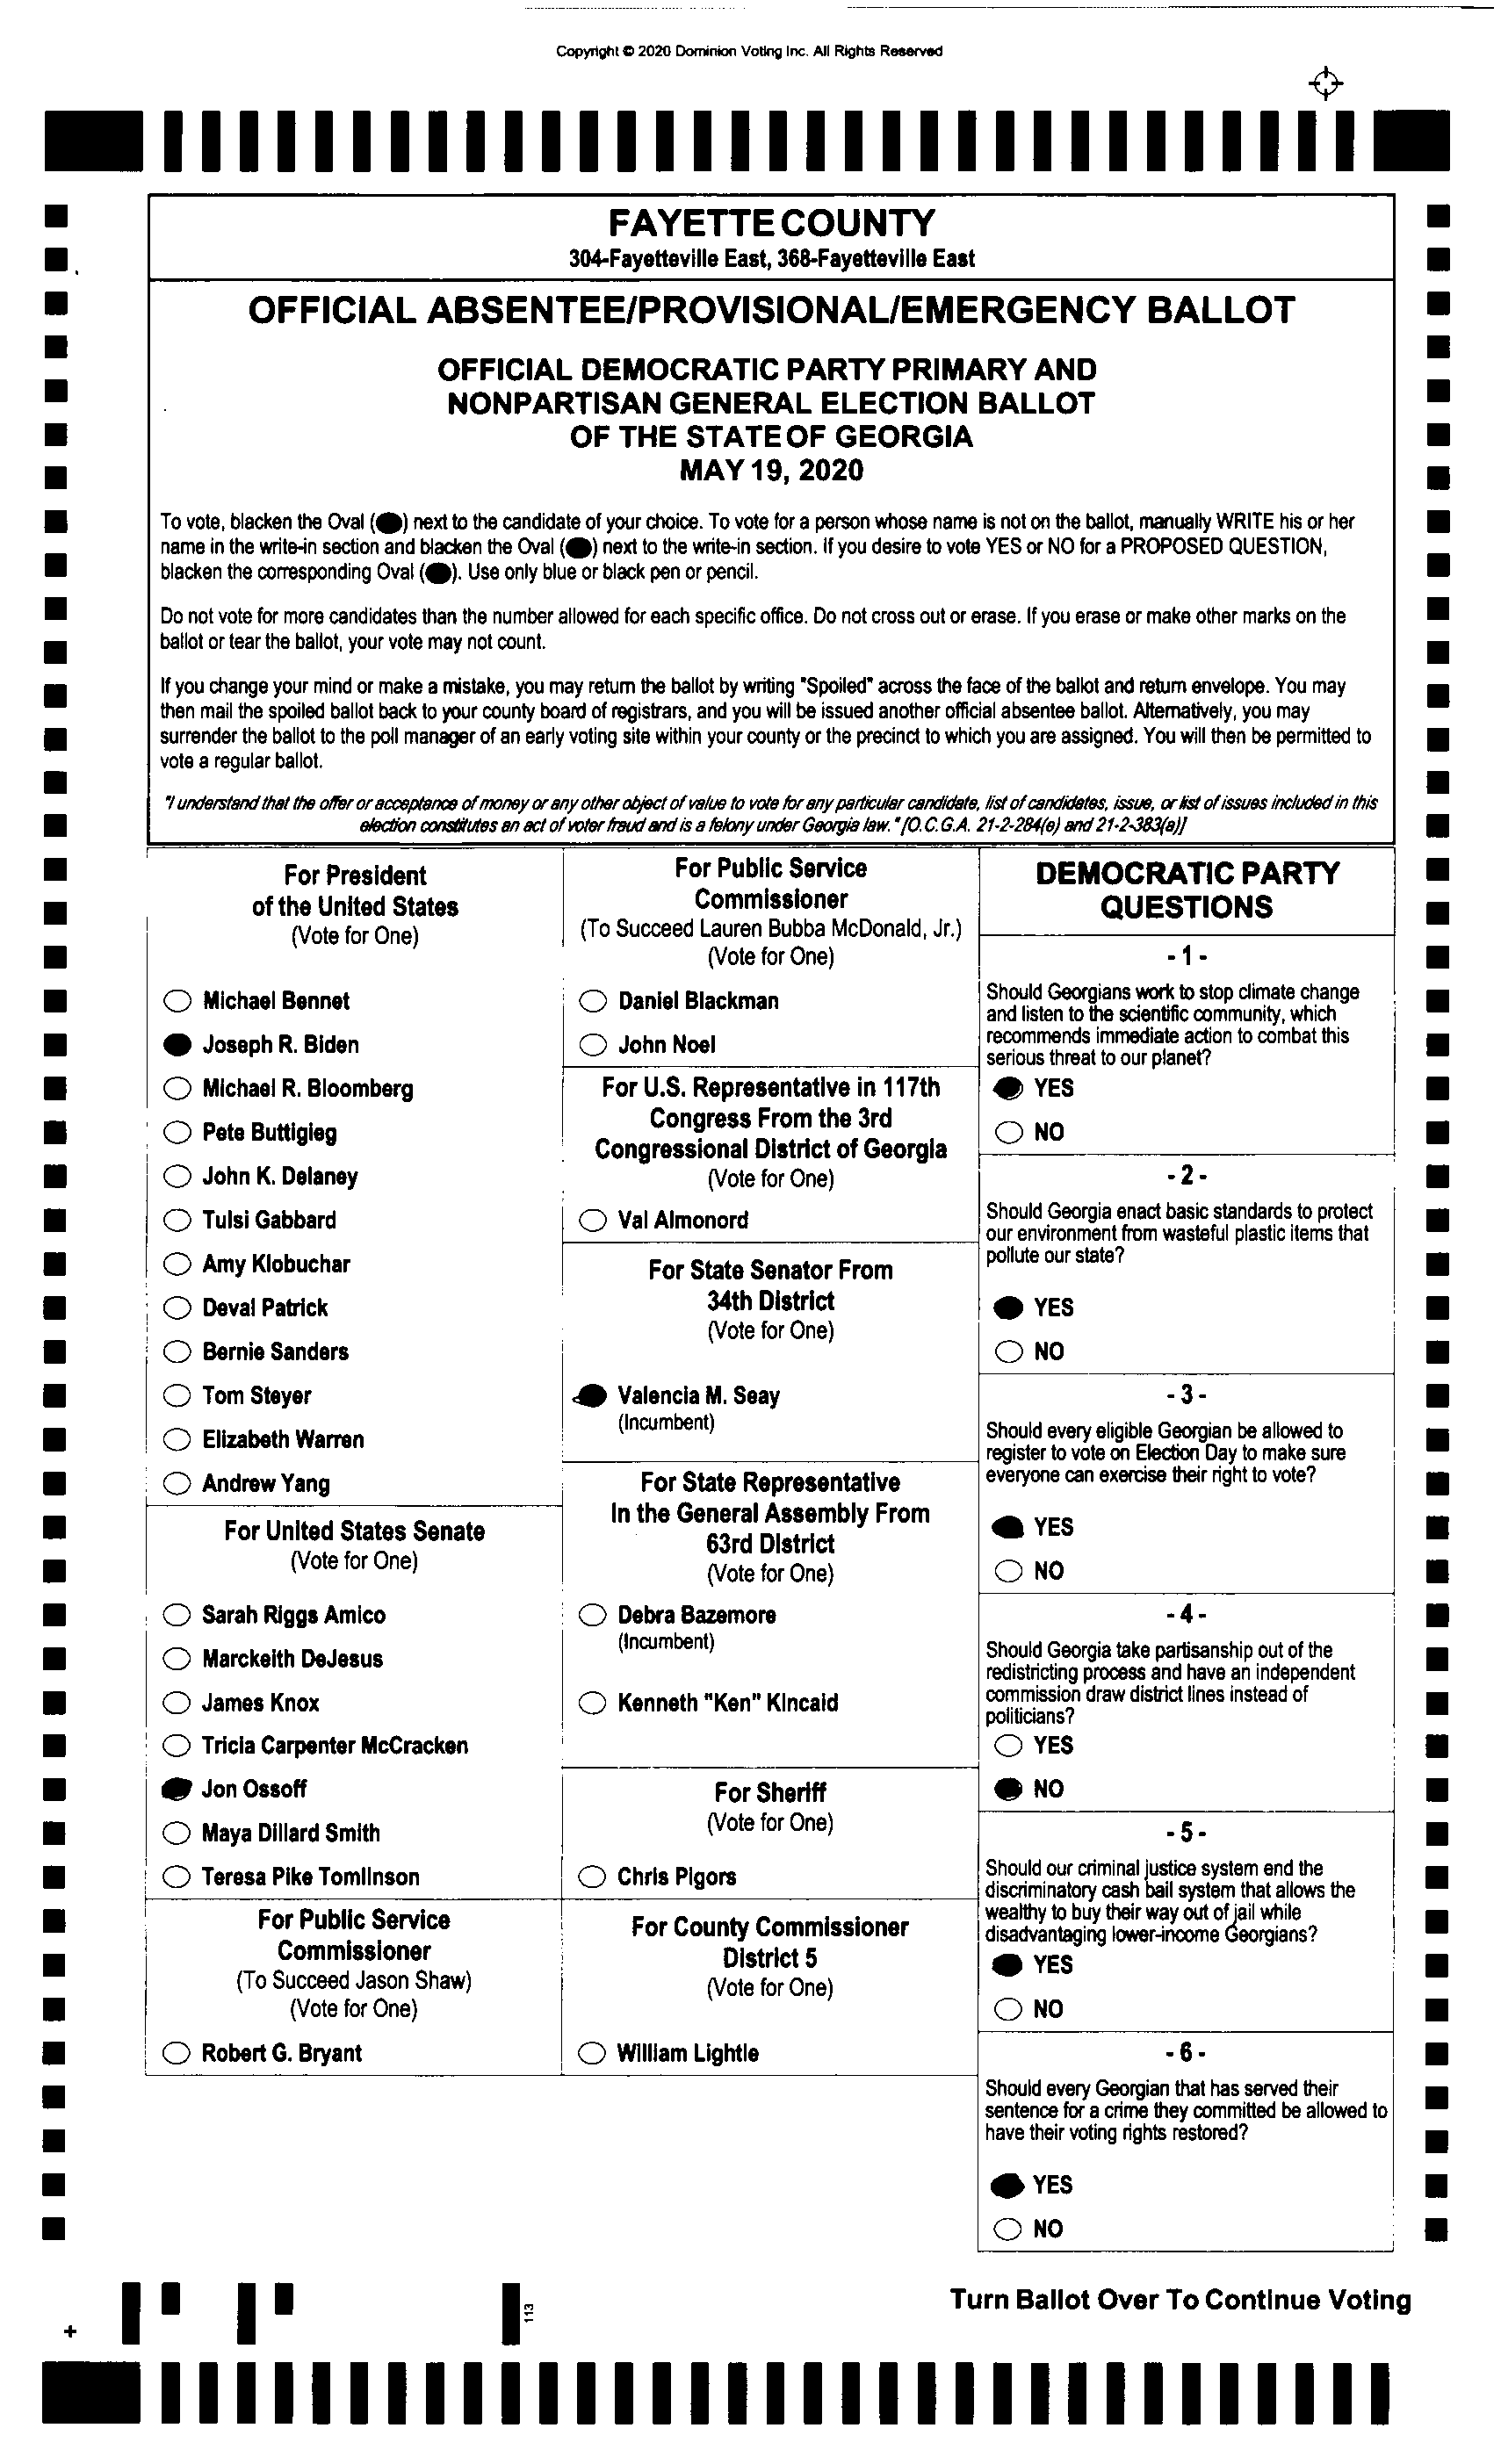 Copyright © 2020 Dominion Voting Inc. All Rights Reserved
FAYETTE COUNTY
304-Fayetteville East, 368-Fayetteville East
OFFICIAL ABSENTEE/PROVISIONAL/EMERGENCY BALLOT
OFFICIAL DEMOCRATIC PARTY PRIMARY AND
NONPARTISAN GENERAL ELECTION BALLOT
OF THE STATE OF GEORGIA
MAY 19, 2020
To vote, blacken the Oval ( ) next to the candidate of your choice. To vote for a person whose name is not on the ballot, manually WRITE his or her
name in the write-in section and blacken the Oval ( ) next to the write-in section. If you desire to vote YES or NO for a PROPOSED QUESTION,
blacken the corresponding Oval ( ). Use only blue or black pen or pencil.
Do not vote for more candidates than the number allowed for each specific office. Do not cross out or erase. If you erase or make other marks on the
ballot or tear the ballot, your vote may not count.
If you change your mind or make a mistake, you may return the ballot by writing "Spoiled" across the face of the ballot and return envelope. You may
then mail the spoiled ballot back to your county board of registrars, and you will be issued another official absentee ballot. Alternatively, you may
surrender the ballot to the poll manager of an early voting site within your county or the precinct to which you are assigned. You will then be permitted to
vote a regular ballot.
"I understand that the offer or acceptance of money or any other object of value to vote for any particular candidate, list of candidates, issue, or list of issues included in this
election constitutes an act of voter fraud and is a felony under Georgia law." [O.C.G.A. 21-2-284(e) and 21-2-383(a)]
For President
of the United States
(Vote for One)
Michael Bennet
Joseph R. Biden
Michael R. Bloomberg
Pete Buttigieg
John K. Delaney
Tulsi Gabbard
Amy Klobuchar
Deval Patrick
Bernie Sanders
Tom Steyer
Elizabeth Warren
Andrew Yang
For United States Senate
(Vote for One)
Sarah Riggs Amico
Marckeith DeJesus
James Knox
Tricia Carpenter McCracken
Jon Ossoff
Maya Dillard Smith
Teresa Pike Tomlinson
For Public Service
Commissioner
(To Succeed Jason Shaw)
(Vote for One)
Robert G. Bryant
For Public Service
Commissioner
(To Succeed Lauren Bubba McDonald, Jr.)
(Vote for One)
Daniel Blackman
John Noel
For U.S. Representative in 117th
Congress From the 3rd
Congressional District of Georgia
(Vote for One)
Val Almonord
For State Senator From
34th District
(Vote for One)
Valencia M. Seay
(Incumbent)
For State Representative
In the General Assembly From
63rd District
(Vote for One)
Debra Bazemore
(Incumbent)
Kenneth "Ken" Kincaid
For Sheriff
(Vote for One)
Chris Pigors
For County Commissioner
District 5
(Vote for One)
William Lightle
DEMOCRATIC PARTY
QUESTIONS
- 1 -
Should Georgians work to stop climate change
and listen to the scientific community, which
recommends immediate action to combat this
serious threat to our planet?
YES
NO
- 2 -
Should Georgia enact basic standards to protect
our environment from wasteful plastic items that
pollute our state?
YES
NO
- 3 -
Should every eligible Georgian be allowed to
register to vote on Election Day to make sure
everyone can exercise their right to vote?
YES
NO
- 4 -
Should Georgia take partisanship out of the
redistricting process and have an independent
commission draw district lines instead of
politicians?
YES
NO
- 5 -
Should our criminal justice system end the
discriminatory cash bail system that allows the
wealthy to buy their way out of jail while
disadvantaging lower-income Georgians?
YES
NO
- 6 -
Should every Georgian that has served their
sentence for a crime they committed be allowed to
have their voting rights restored?
YES
NO
Turn Ballot Over To Continue Voting
113
+